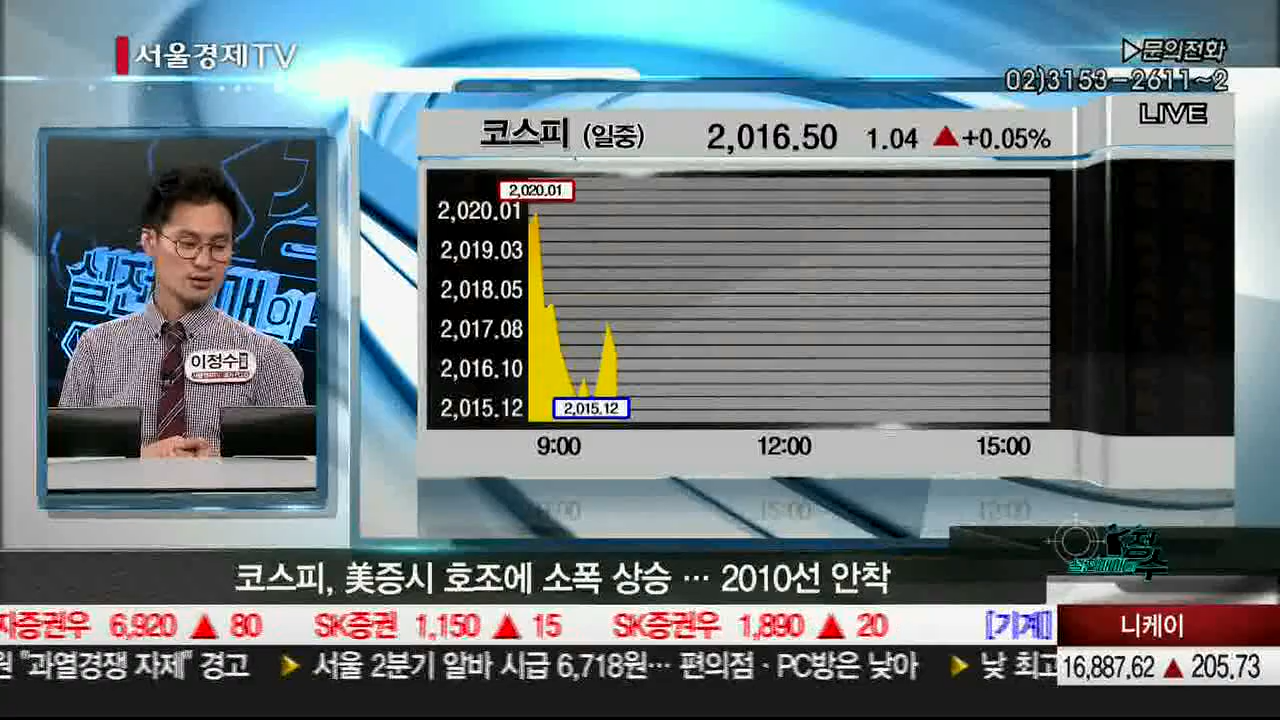 서울경제TV
▶문의전화
02)3153-2611~2
LIVE
코스피 (일중) 2,016.50 1.04 ▲+0.05%
2,020.01
2,020.01
2,019.03
2,018.05
2,017.08
2,016.10
2,015.12
2,015.12
9:00 12:00 15:00
실전매매의
이정수
코스피, 美증시 호조에 소폭 상승 … 2010선 안착
자증권우 6,920 ▲ 80 SK증권 1,150 ▲ 15 SK증권우 1,890 ▲ 20 [기계]
니케이
원 "과열경쟁 자제" 경고 ▶ 서울 2분기 알바 시급 6,718원… 편의점·PC방은 낮아 ▶ 낮 최고
16,887.62 ▲ 205.73